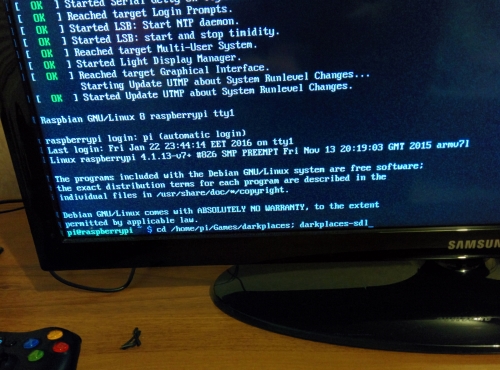 [ OK ] Started Getty on
[ OK ] Reached target Login Prompts.
[ OK ] Started LSB: Start NTP daemon.
[ OK ] Started LSB: start and stop timidity.
[ OK ] Reached target Multi-User System.
[ OK ] Started Light Display Manager.
[ OK ] Reached target Graphical Interface.
Starting Update UTMP about System Runlevel Changes...
[ OK ] Started Update UTMP about System Runlevel Changes.
Raspbian GNU/Linux 8 raspberrypi tty1
raspberrypi login: pi (automatic login)
Last login: Fri Jan 22 23:44:14 EET 2016 on tty1
Linux raspberrypi 4.1.13-v7+ #826 SMP PREEMPT Fri Nov 13 20:19:03 GMT 2015 armv7l
The programs included with the Debian GNU/Linux system are free software;
the exact distribution terms for each program are described in the
individual files in /usr/share/doc/*/copyright.
Debian GNU/Linux comes with ABSOLUTELY NO WARRANTY, to the extent
permitted by applicable law.
pi@raspberrypi ~ $ cd /home/pi/Games/darkplaces; darkplaces-sdl_
SAMSUN